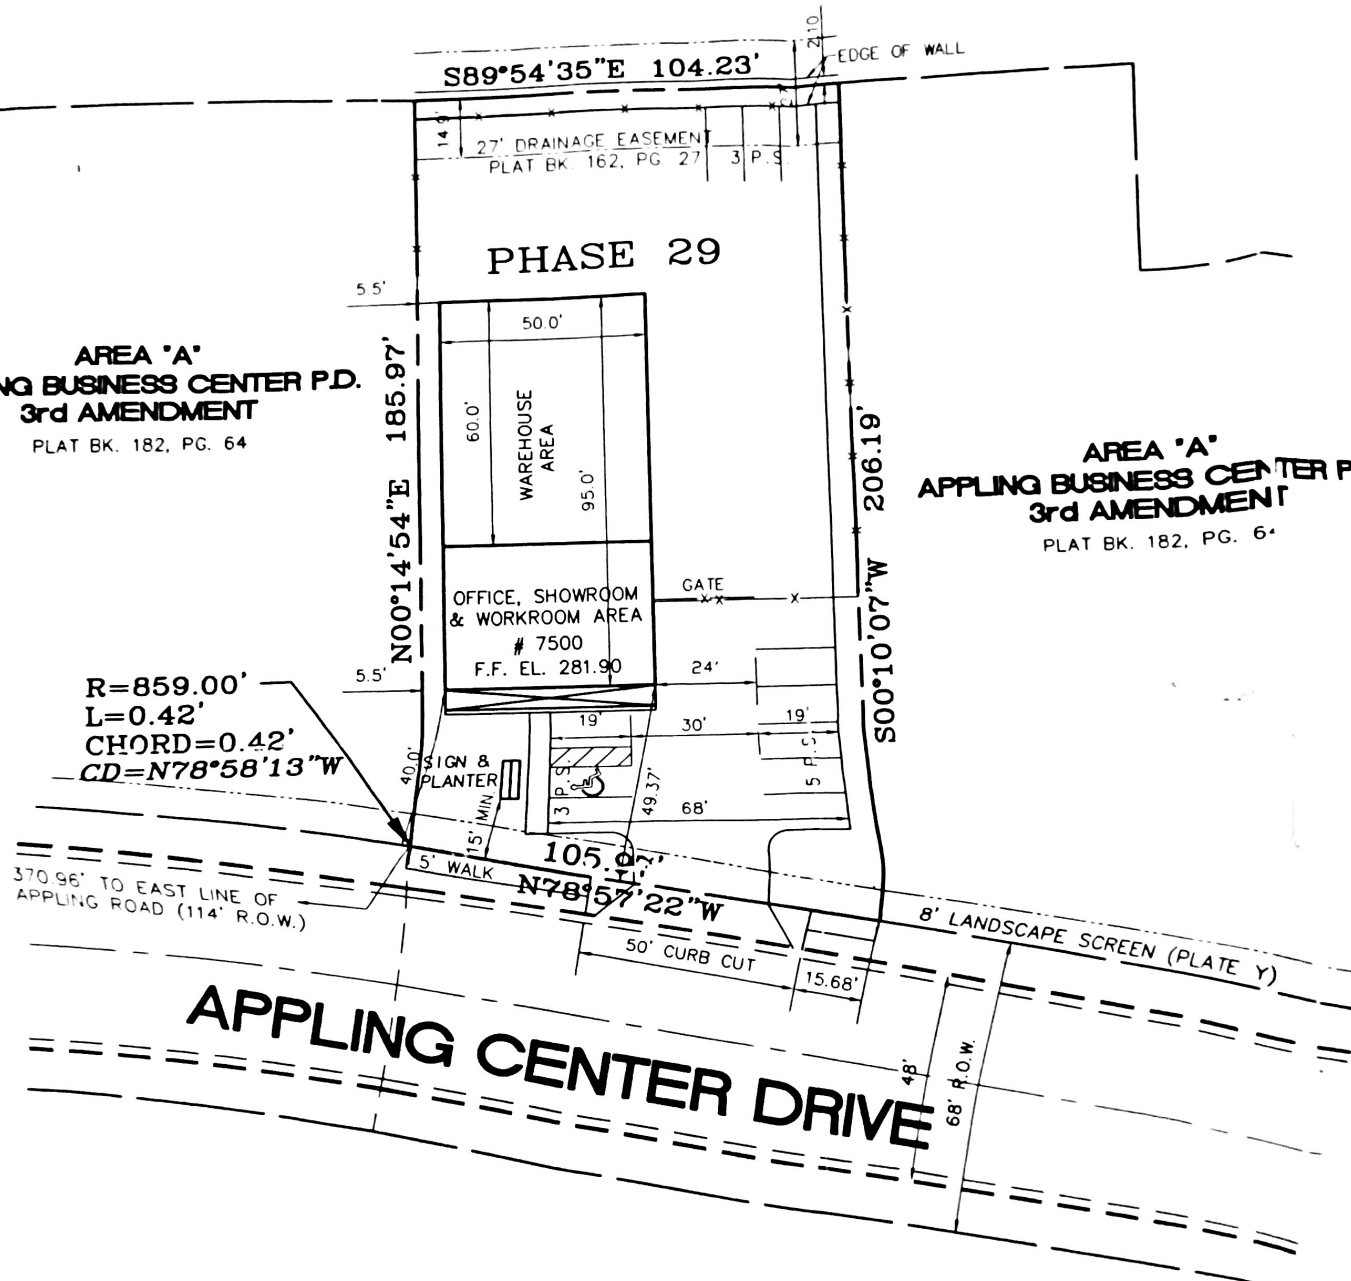 21.10
EDGE OF WALL
S89°54'35"E 104.23'
14.9'
27' DRAINAGE EASEMENT
PLAT BK. 162, PG. 27
3 P.S.
PHASE 29
5.5'
50.0'
N00°14'54"E 185.97'
60.0'
WAREHOUSE
AREA
95.0'
206.19'
S00°10'07"W
AREA "A"
NG BUSINESS CENTER P.D.
3rd AMENDMENT
PLAT BK. 182, PG. 64
AREA "A"
APPLING BUSINESS CENTER P
3rd AMENDMENT
PLAT BK. 182, PG.
GATE
OFFICE, SHOWROOM
& WORKROOM AREA
# 7500
F.F. EL. 281.90
5.5'
24'
R=859.00'
L=0.42'
CHORD=0.42'
CD=N78°58'13"W
19'
30'
19'
40.0'
SIGN &
PLANTER
3 P.S.
49.37'
5 P.S.
68'
15' MIN.
5' WALK
N78°57'22"W
370.96' TO EAST LINE OF
APPLING ROAD (114' R.O.W.)
50' CURB CUT
15.68'
8' LANDSCAPE SCREEN (PLATE Y)
48'
68' R.O.W.
APPLING CENTER DRIVE